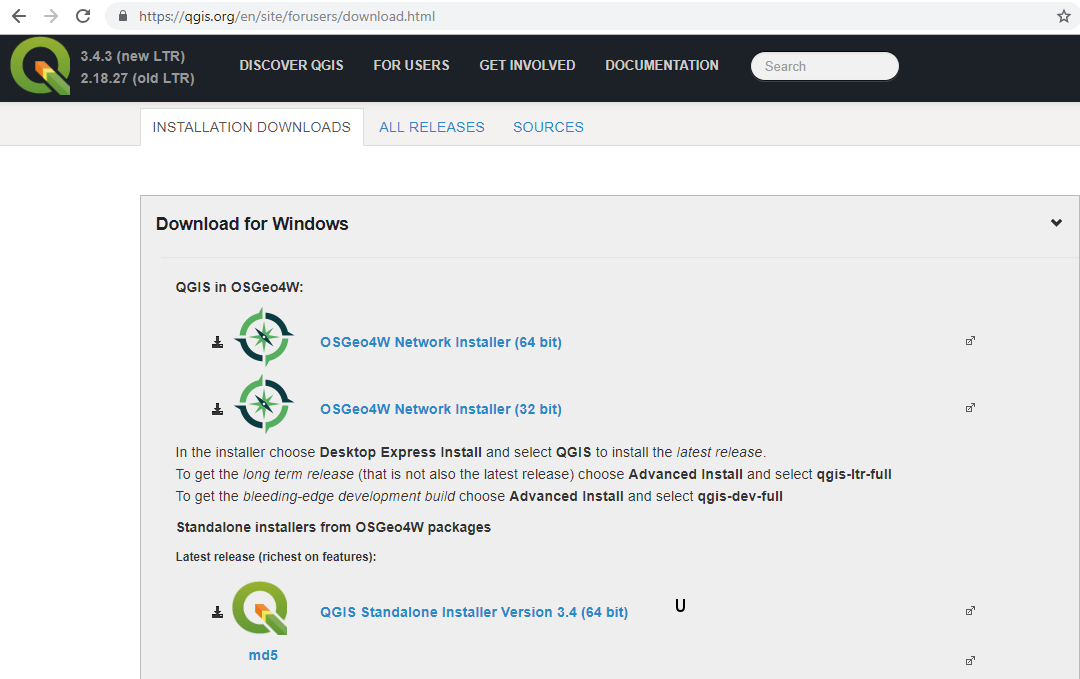 https://qgis.org/en/site/forusers/download.html
3.4.3 (new LTR)
2.18.27 (old LTR)
DISCOVER QGIS FOR USERS GET INVOLVED DOCUMENTATION Search
INSTALLATION DOWNLOADS ALL RELEASES SOURCES
Download for Windows
QGIS in OSGeo4W:
OSGeo4W Network Installer (64 bit)
OSGeo4W Network Installer (32 bit)
In the installer choose Desktop Express Install and select QGIS to install the latest release.
To get the long term release (that is not also the latest release) choose Advanced Install and select qgis-ltr-full
To get the bleeding-edge development build choose Advanced Install and select qgis-dev-full
Standalone installers from OSGeo4W packages
Latest release (richest on features):
QGIS Standalone Installer Version 3.4 (64 bit) U
md5